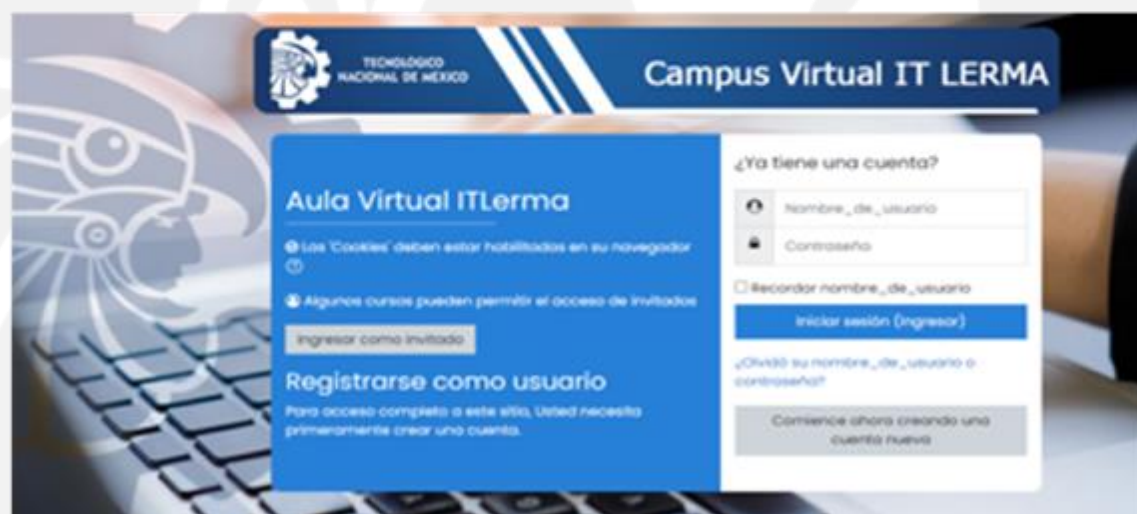 TECNOLÓGICO
NACIONAL DE MÉXICO
Campus Virtual IT LERMA
Aula Virtual ITLerma
Las 'Cookies' deben estar habilitadas en su navegador
Algunos cursos pueden permitir el acceso de invitados
Ingresar como invitado
Registrarse como usuario
Para acceso completo a este sitio, Usted necesita
primeramente crear una cuenta.
¿Ya tiene una cuenta?
Nombre_de_usuario
Contraseña
Recordar nombre_de_usuario
Iniciar sesión (Ingresar)
¿Olvidó su nombre_de_usuario o
contraseña?
Comience ahora creando una
cuenta nueva